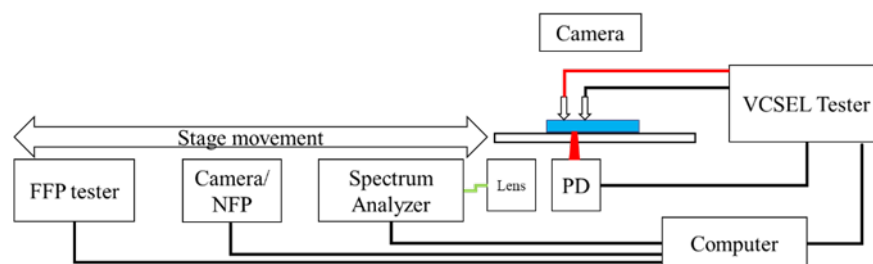 Camera
VCSEL Tester
Stage movement
FFP tester
Camera/
NFP
Spectrum
Analyzer
Lens
PD
Computer